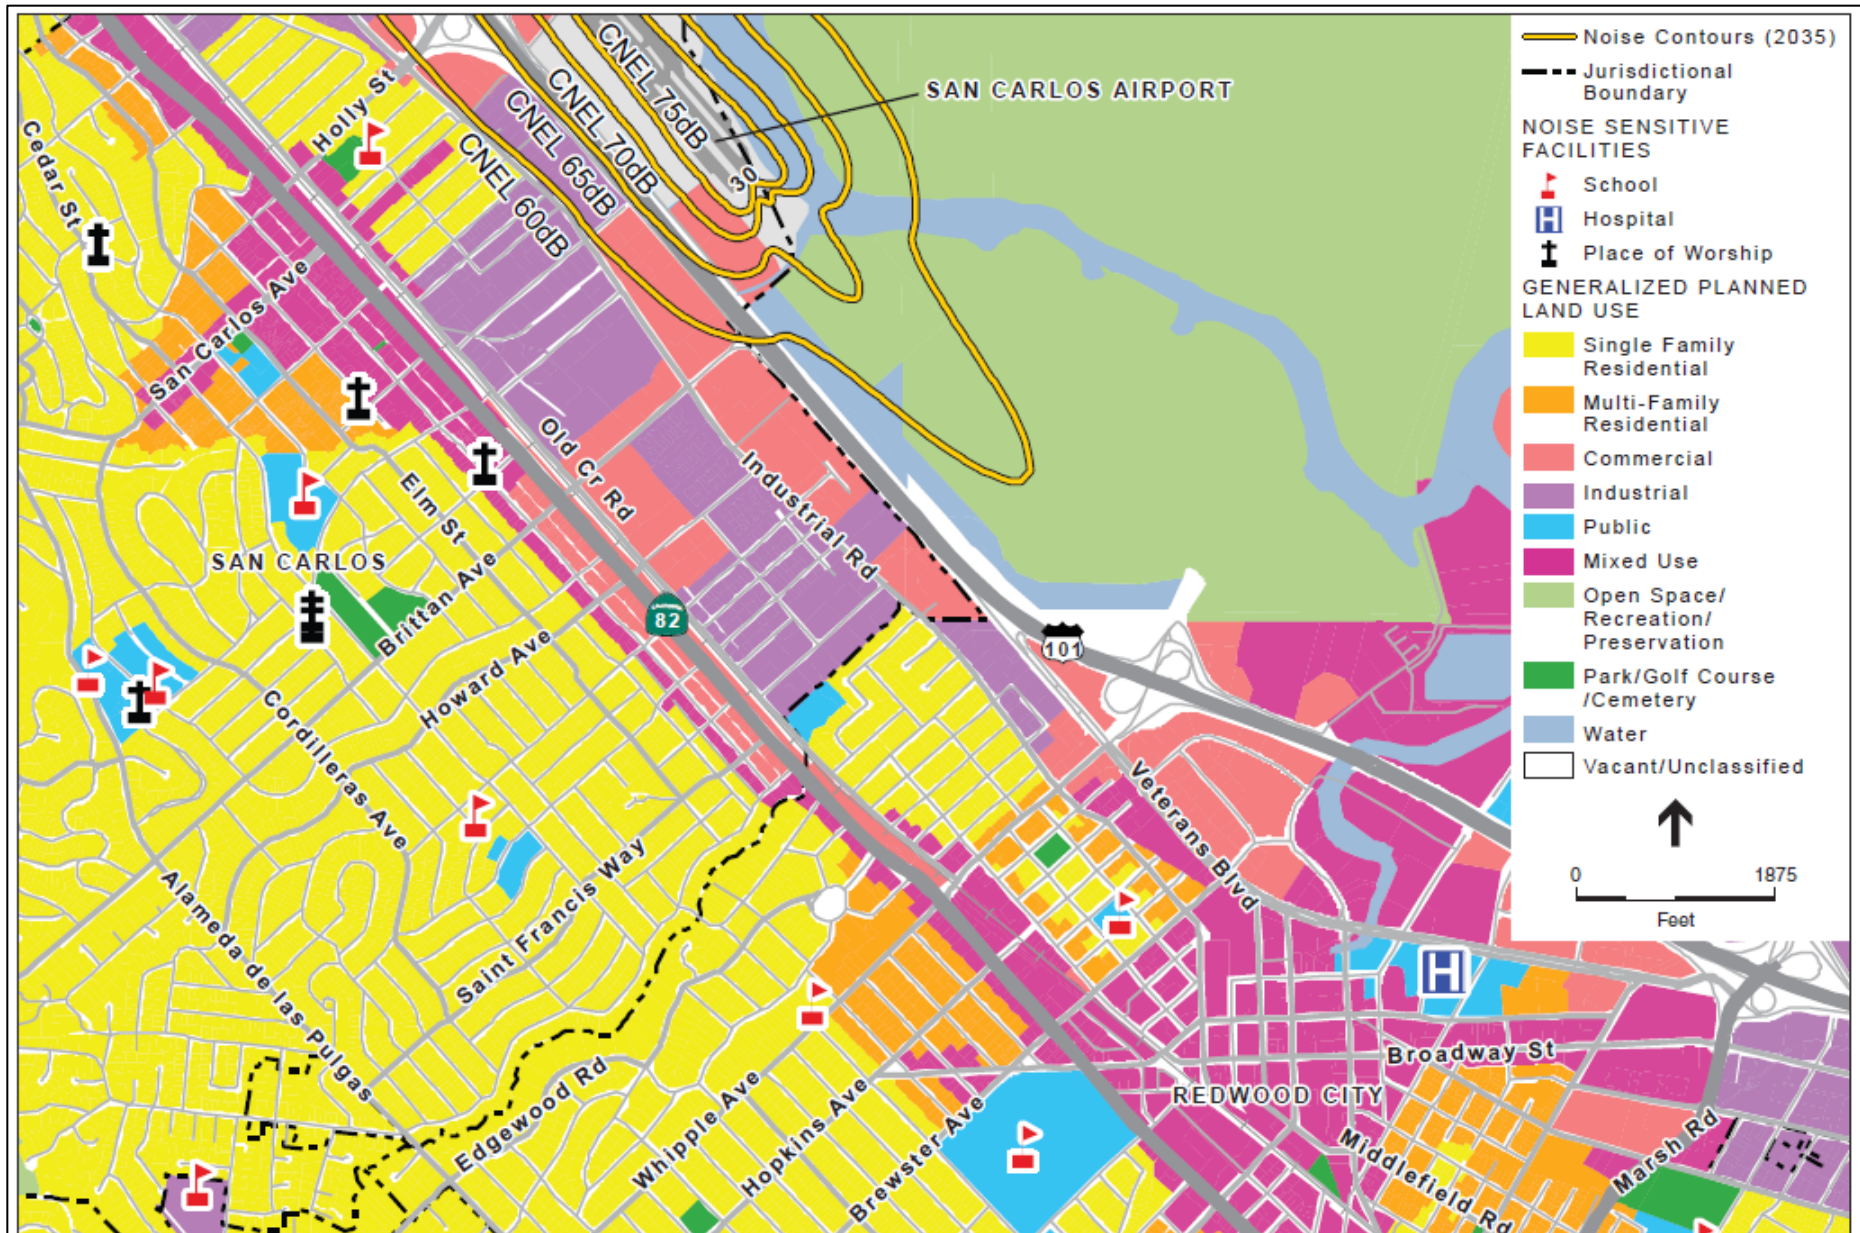 Noise Contours (2035)
Jurisdictional
Boundary
NOISE SENSITIVE
FACILITIES
School
Hospital
Place of Worship
GENERALIZED PLANNED
LAND USE
Single Family
Residential
Multi-Family
Residential
Commercial
Industrial
Public
Mixed Use
Open Space/
Recreation/
Preservation
Park/Golf Course
/Cemetery
Water
Vacant/Unclassified
0 1875
Feet
SAN CARLOS AIRPORT
CNEL 75dB
CNEL 70dB
CNEL 65dB
CNEL 60dB
30
Holly St
Cedar St
San Carlos Ave
Old Cr Rd
Industrial Rd
Elm St
SAN CARLOS
Brittan Ave
Howard Ave
CALIFORNIA
82
101
Cordilleras Ave
Veterans Blvd
Saint Francis Way
Alameda de las Pulgas
H
Edgewood Rd
Whipple Ave
Hopkins Ave
Brewster Ave
Broadway St
REDWOOD CITY
Middlefield Rd
Marsh Rd